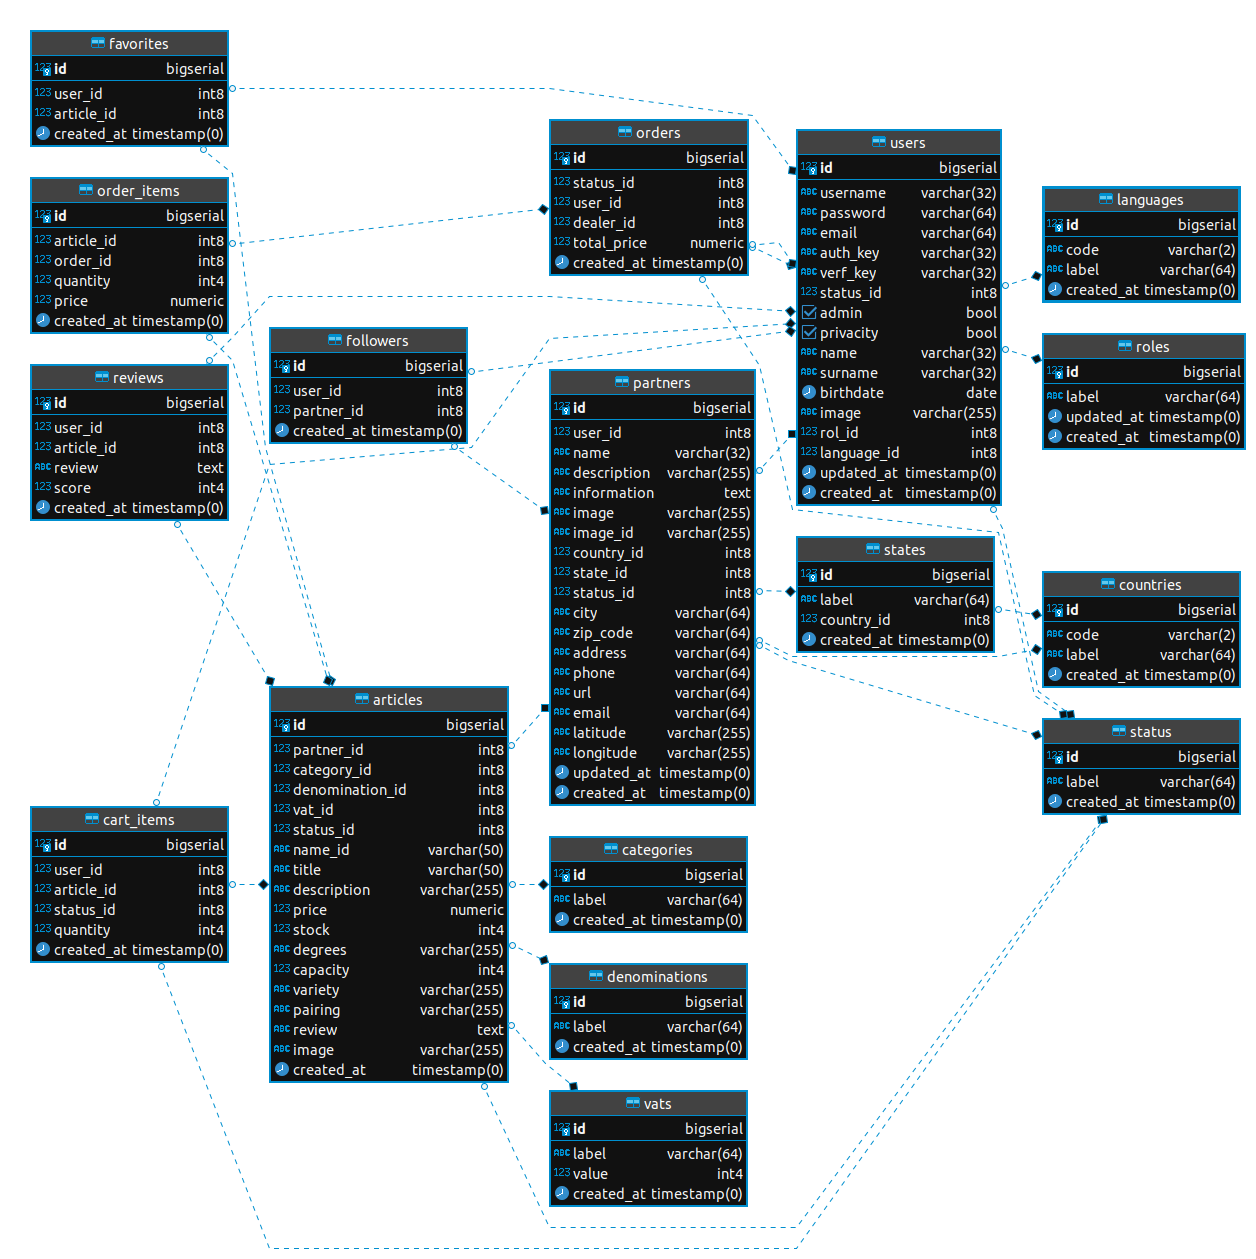 favorites
id bigserial
user_id int8
article_id int8
created_at timestamp(0)
order_items
id bigserial
article_id int8
order_id int8
quantity int4
price numeric
created_at timestamp(0)
reviews
id bigserial
user_id int8
article_id int8
review text
score int4
created_at timestamp(0)
followers
id bigserial
user_id int8
partner_id int8
created_at timestamp(0)
orders
id bigserial
status_id int8
user_id int8
dealer_id int8
total_price numeric
created_at timestamp(0)
users
id bigserial
username varchar(32)
password varchar(64)
email varchar(64)
auth_key varchar(32)
verf_key varchar(32)
status_id int8
admin bool
privacity bool
name varchar(32)
surname varchar(32)
birthdate date
image varchar(255)
rol_id int8
language_id int8
updated_at timestamp(0)
created_at timestamp(0)
languages
id bigserial
code varchar(2)
label varchar(64)
created_at timestamp(0)
roles
id bigserial
label varchar(64)
updated_at timestamp(0)
created_at timestamp(0)
partners
id bigserial
user_id int8
name varchar(32)
description varchar(255)
information text
image varchar(255)
image_id varchar(255)
country_id int8
state_id int8
status_id int8
city varchar(64)
zip_code varchar(64)
address varchar(64)
phone varchar(64)
url varchar(64)
email varchar(64)
latitude varchar(255)
longitude varchar(255)
updated_at timestamp(0)
created_at timestamp(0)
states
id bigserial
label varchar(64)
country_id int8
created_at timestamp(0)
countries
id bigserial
code varchar(2)
label varchar(64)
created_at timestamp(0)
status
id bigserial
label varchar(64)
created_at timestamp(0)
articles
id bigserial
partner_id int8
category_id int8
denomination_id int8
vat_id int8
status_id int8
name_id varchar(50)
title varchar(50)
description varchar(255)
price numeric
stock int4
degrees varchar(255)
capacity int4
variety varchar(255)
pairing varchar(255)
review text
image varchar(255)
created_at timestamp(0)
cart_items
id bigserial
user_id int8
article_id int8
status_id int8
quantity int4
created_at timestamp(0)
categories
id bigserial
label varchar(64)
created_at timestamp(0)
denominations
id bigserial
label varchar(64)
created_at timestamp(0)
vats
id bigserial
label varchar(64)
value int4
created_at timestamp(0)